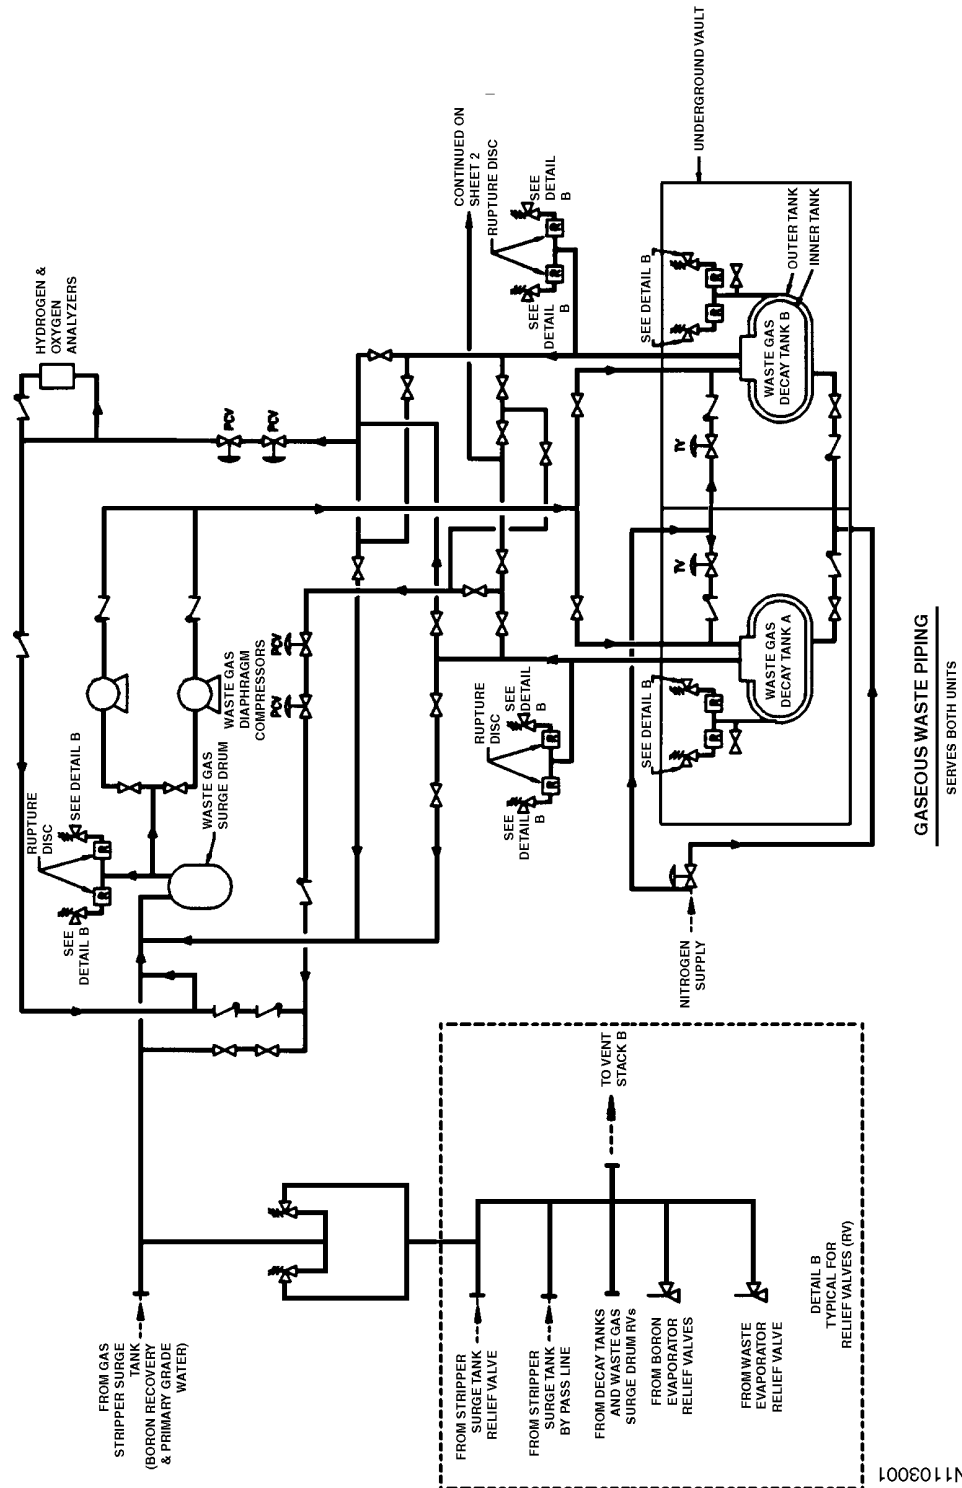 FROM GAS
STRIPPER SURGE
TANK
(BORON RECOVERY
& PRIMARY GRADE
WATER)
HYDROGEN &
OXYGEN
ANALYZERS
PCV
PCV
WASTE GAS
DIAPHRAGM
COMPRESSORS
RUPTURE
DISC
SEE DETAIL B
SEE
DETAIL B
WASTE GAS
SURGE DRUM
PCV
PCV
CONTINUED ON
SHEET 2
RUPTURE DISC
SEE
DETAIL
B
SEE
DETAIL
B
RUPTURE
DISC
SEE
DETAIL
B
SEE
DETAIL
B
R
R
R
R
R
R
R
R
R
R
UNDERGROUND VAULT
SEE DETAIL B
OUTER TANK
INNER TANK
WASTE GAS
DECAY TANK B
TV
TV
SEE DETAIL B
WASTE GAS
DECAY TANK A
NITROGEN
SUPPLY
TO VENT
STACK B
FROM STRIPPER
SURGE TANK
RELIEF VALVE
FROM STRIPPER
SURGE TANK
BY PASS LINE
FROM DECAY TANKS
AND WASTE GAS
SURGE DRUM RVs
FROM BORON
EVAPORATOR
RELIEF VALVES
FROM WASTE
EVAPORATOR
RELIEF VALVE
DETAIL B
TYPICAL FOR
RELIEF VALVES (RV)
GASEOUS WASTE PIPING
SERVES BOTH UNITS
N1103001